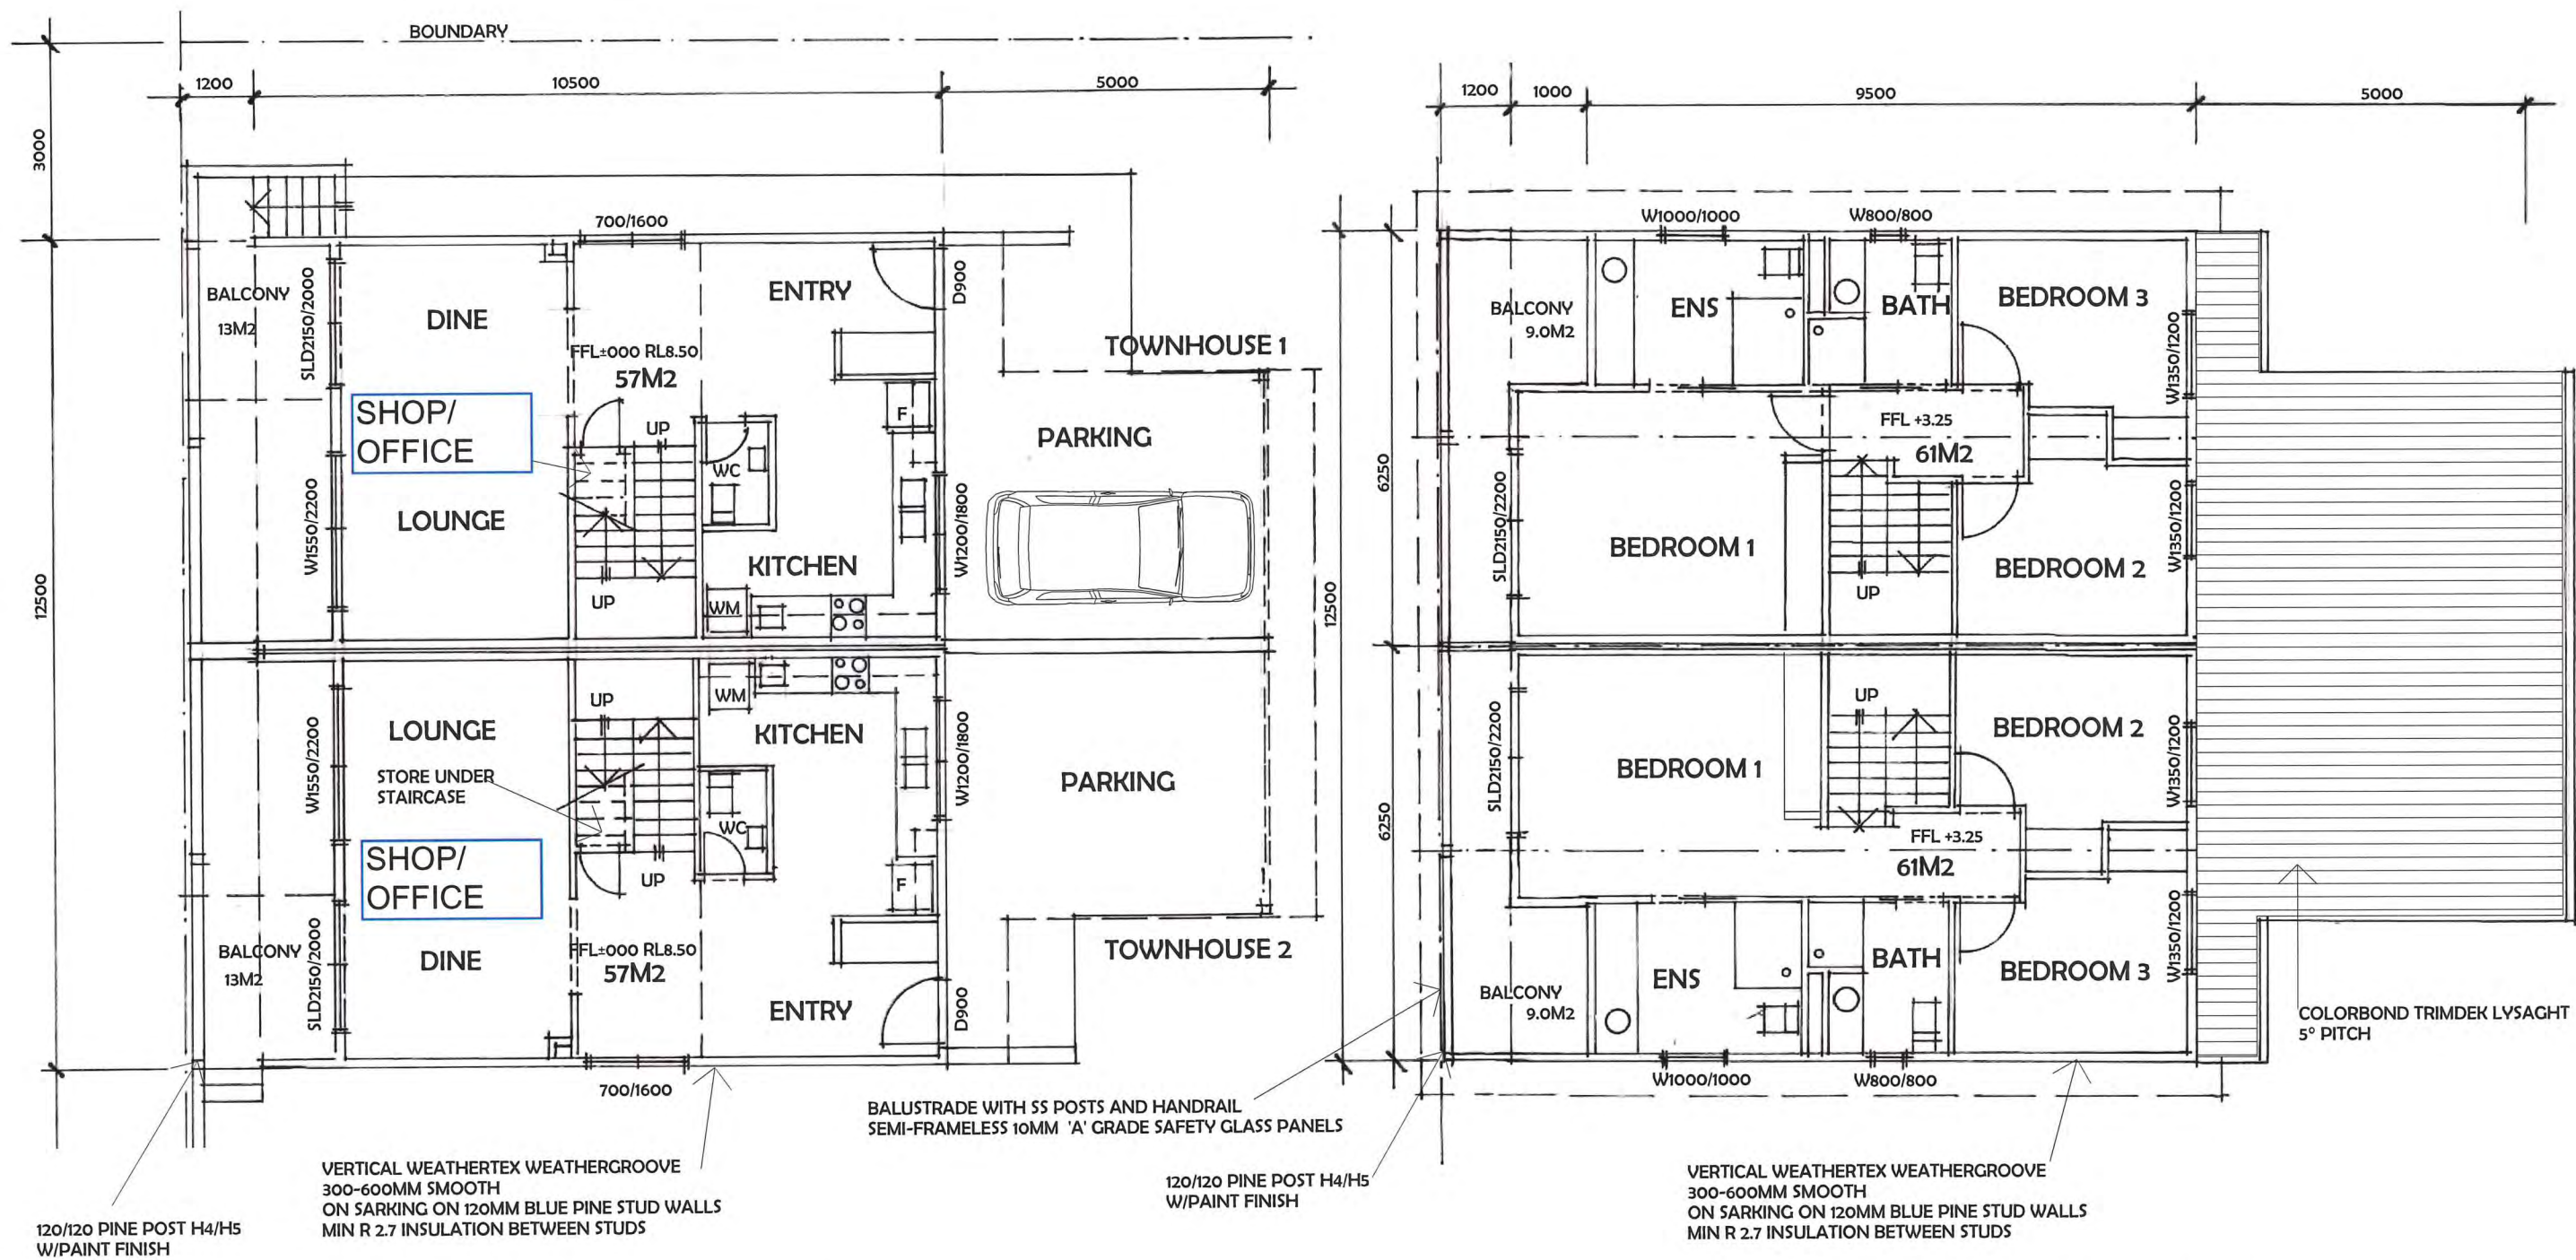 BOUNDARY
1200
10500
5000
3000
12500
700/1600
BALCONY
13M2
SLD2150/2000
DINE
ENTRY
D900
FFL±000 RL8.50
57M2
TOWNHOUSE 1
SHOP/
OFFICE
UP
F
PARKING
WC
LOUNGE
W1550/2200
KITCHEN
W1200/1800
UP
WM
UP
WM
LOUNGE
KITCHEN
W1550/2200
W1200/1800
STORE UNDER
STAIRCASE
PARKING
WC
SHOP/
OFFICE
UP
F
BALCONY
13M2
SLD2150/2000
DINE
FFL±000 RL8.50
57M2
TOWNHOUSE 2
ENTRY
D900
700/1600
VERTICAL WEATHERTEX WEATHERGROOVE
300-600MM SMOOTH
ON SARKING ON 120MM BLUE PINE STUD WALLS
MIN R 2.7 INSULATION BETWEEN STUDS
120/120 PINE POST H4/H5
W/PAINT FINISH
1200
1000
9500
5000
12500
6250
6250
W1000/1000
W800/800
BALCONY
9.0M2
ENS
BATH
BEDROOM 3
W1350/1200
FFL +3.25
61M2
SLD2150/2200
BEDROOM 1
BEDROOM 2
W1350/1200
UP
UP
SLD2150/2200
BEDROOM 1
BEDROOM 2
W1350/1200
FFL +3.25
61M2
BALCONY
9.0M2
ENS
BATH
BEDROOM 3
W1350/1200
COLORBOND TRIMDEK LYSAGHT
5° PITCH
W1000/1000
W800/800
BALUSTRADE WITH SS POSTS AND HANDRAIL
SEMI-FRAMELESS 10MM 'A' GRADE SAFETY GLASS PANELS
120/120 PINE POST H4/H5
W/PAINT FINISH
VERTICAL WEATHERTEX WEATHERGROOVE
300-600MM SMOOTH
ON SARKING ON 120MM BLUE PINE STUD WALLS
MIN R 2.7 INSULATION BETWEEN STUDS